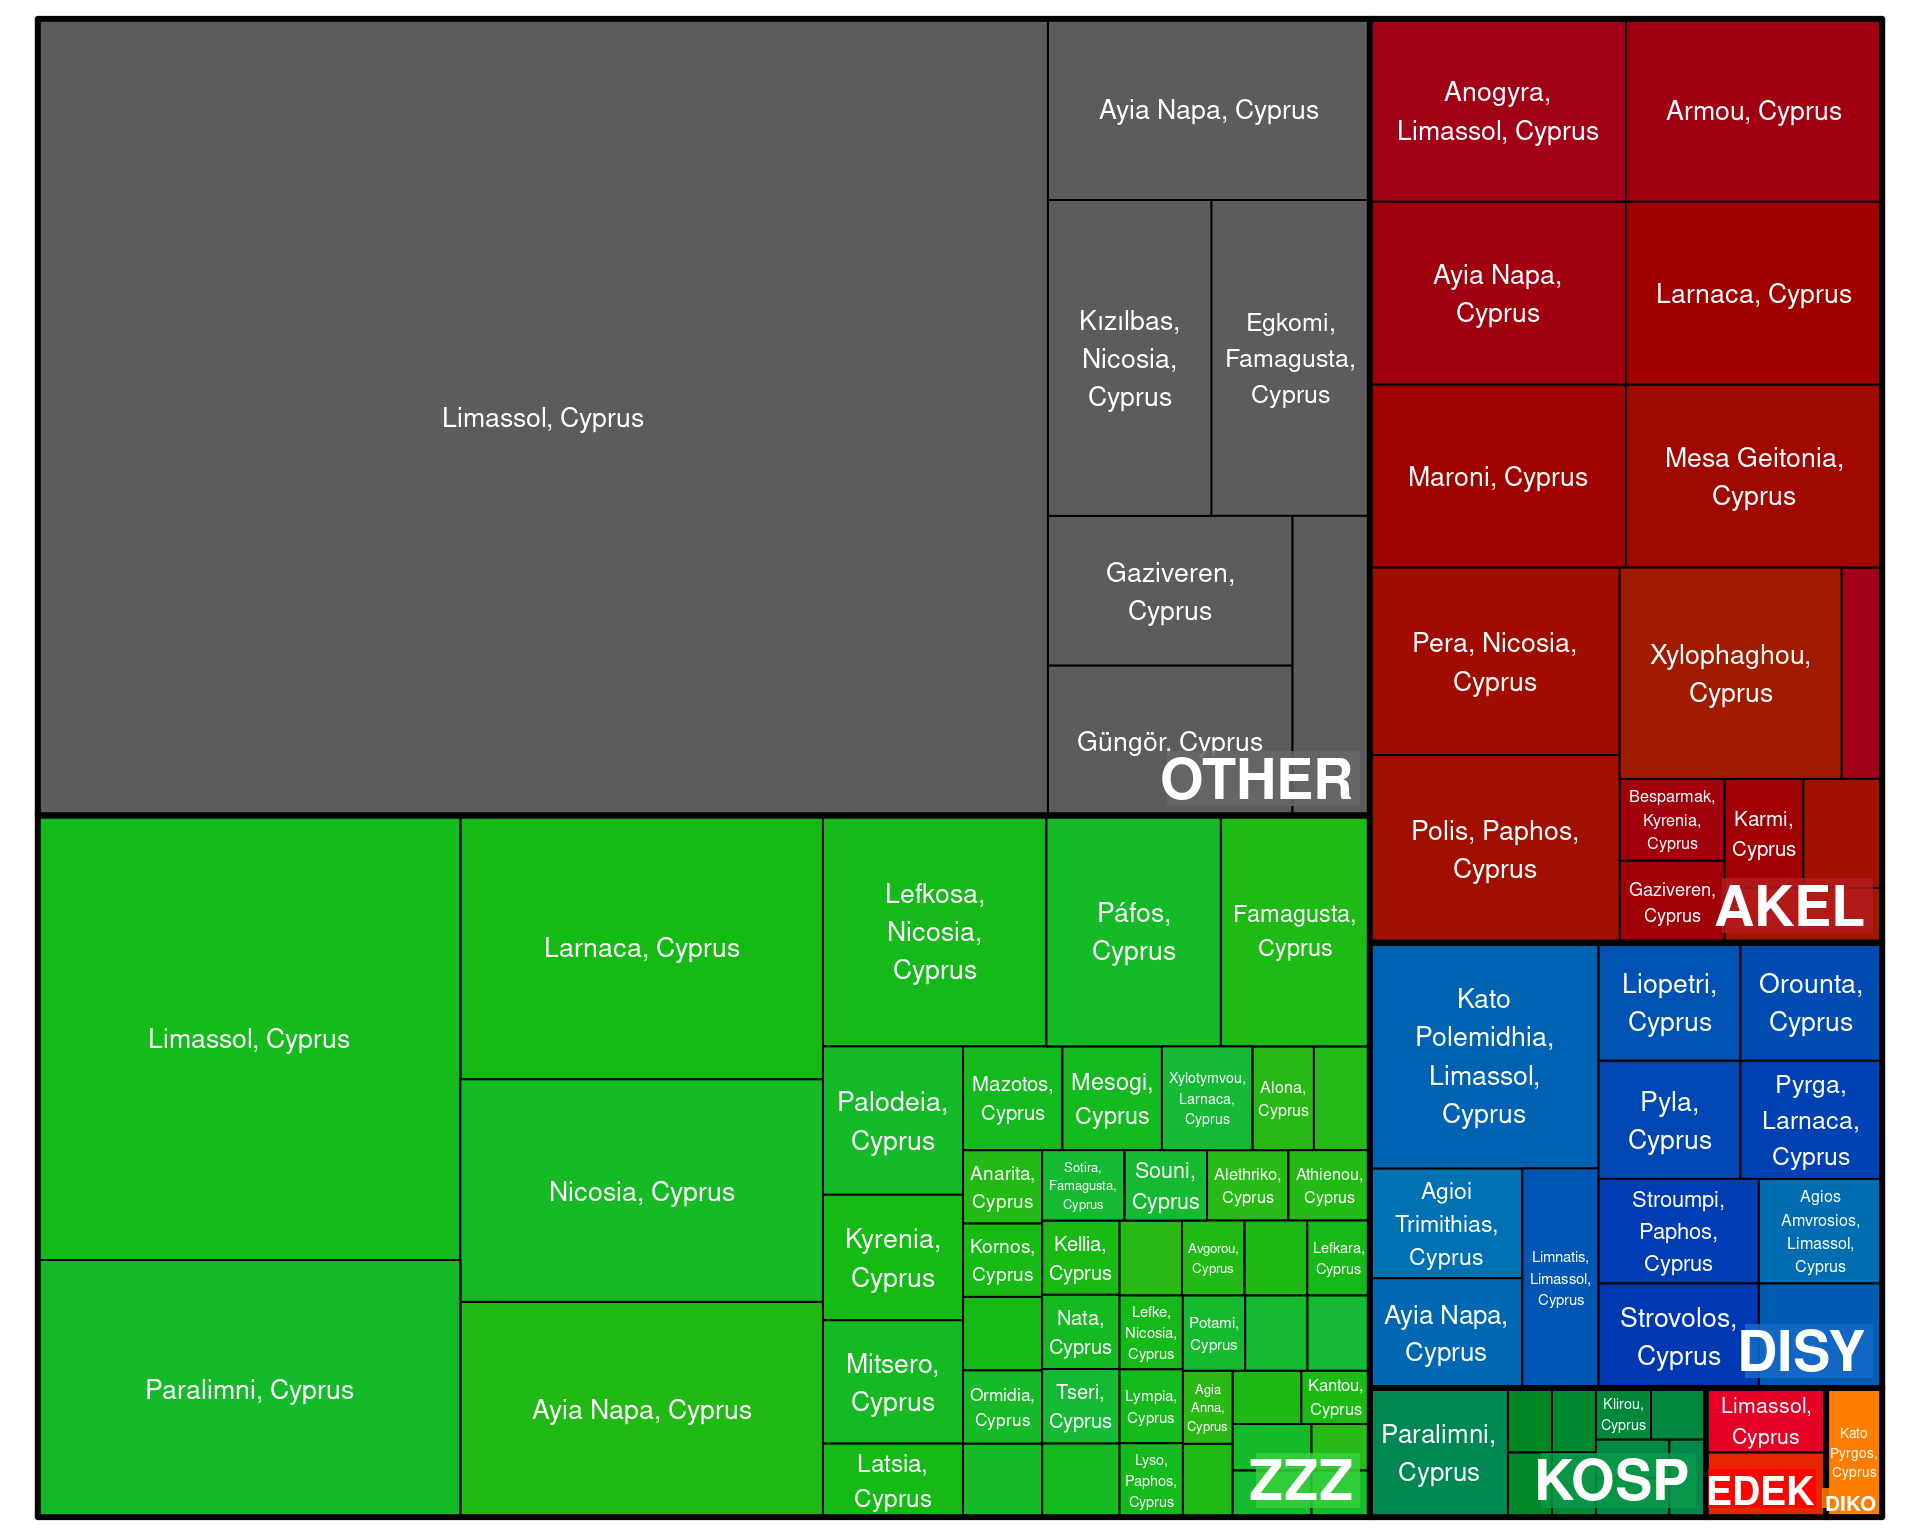 Limassol, Cyprus
Ayia Napa, Cyprus
Kızılbas,
Nicosia,
Cyprus
Egkomi,
Famagusta,
Cyprus
Gaziveren,
Cyprus
Güngör, Cyprus
OTHER
Anogyra,
Limassol, Cyprus
Armou, Cyprus
Ayia Napa,
Cyprus
Larnaca, Cyprus
Maroni, Cyprus
Mesa Geitonia,
Cyprus
Pera, Nicosia,
Cyprus
Xylophaghou,
Cyprus
Polis, Paphos,
Cyprus
Besparmak,
Kyrenia,
Cyprus
Karmi,
Cyprus
Gaziveren,
Cyprus
AKEL
Limassol, Cyprus
Larnaca, Cyprus
Lefkosa,
Nicosia,
Cyprus
Páfos,
Cyprus
Famagusta,
Cyprus
Nicosia, Cyprus
Paralimni, Cyprus
Ayia Napa, Cyprus
Palodeia,
Cyprus
Mazotos,
Cyprus
Mesogi,
Cyprus
Xylotymvou,
Larnaca,
Cyprus
Alona,
Cyprus
Anarita,
Cyprus
Sotira,
Famagusta,
Cyprus
Souni,
Cyprus
Alethriko,
Cyprus
Athienou,
Cyprus
Kyrenia,
Cyprus
Kornos,
Cyprus
Kellia,
Cyprus
Avgorou,
Cyprus
Lefkara,
Cyprus
Nata,
Cyprus
Lefke,
Nicosia,
Cyprus
Potami,
Cyprus
Mitsero,
Cyprus
Ormidia,
Cyprus
Tseri,
Cyprus
Lympia,
Cyprus
Agia
Anna,
Cyprus
Kantou,
Cyprus
Latsia,
Cyprus
Lyso,
Paphos,
Cyprus
ZZZ
Kato
Polemidhia,
Limassol,
Cyprus
Liopetri,
Cyprus
Orounta,
Cyprus
Pyla,
Cyprus
Pyrga,
Larnaca,
Cyprus
Agioi
Trimithias,
Cyprus
Limnatis,
Limassol,
Cyprus
Stroumpi,
Paphos,
Cyprus
Agios
Amvrosios,
Limassol,
Cyprus
Ayia Napa,
Cyprus
Strovolos,
Cyprus
DISY
Paralimni,
Cyprus
Klirou,
Cyprus
KOSP
Limassol,
Cyprus
EDEK
Kato
Pyrgos,
Cyprus
DIKO